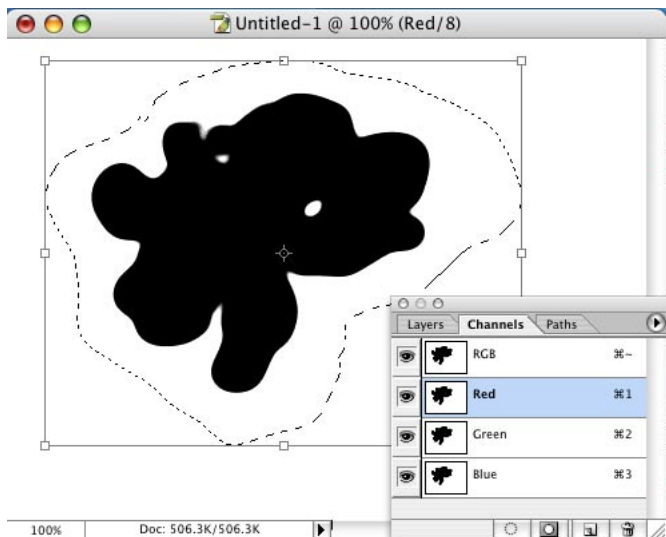 Untitled-1 @ 100% (Red/8)
Layers Channels Paths
RGB ⌘~
Red ⌘1
Green ⌘2
Blue ⌘3
100% Doc: 506.3K/506.3K